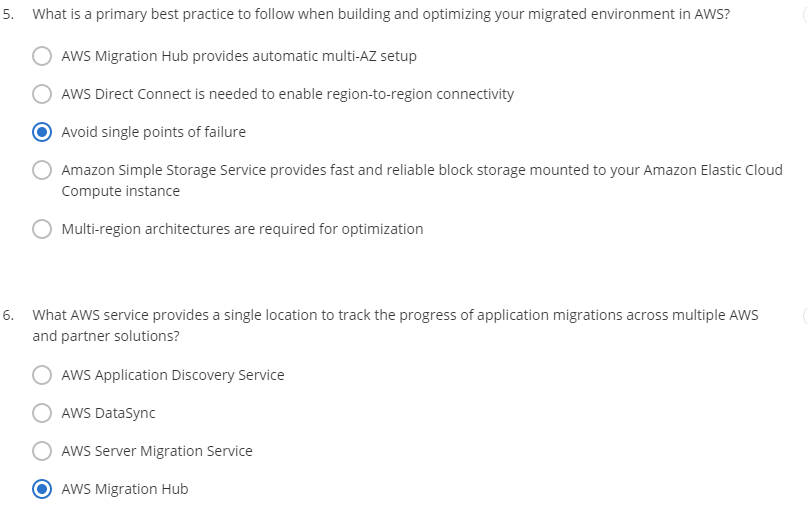 5. What is a primary best practice to follow when building and optimizing your migrated environment in AWS?
AWS Migration Hub provides automatic multi-AZ setup
AWS Direct Connect is needed to enable region-to-region connectivity
Avoid single points of failure
Amazon Simple Storage Service provides fast and reliable block storage mounted to your Amazon Elastic Cloud
Compute instance
Multi-region architectures are required for optimization
6. What AWS service provides a single location to track the progress of application migrations across multiple AWS
and partner solutions?
AWS Application Discovery Service
AWS DataSync
AWS Server Migration Service
AWS Migration Hub